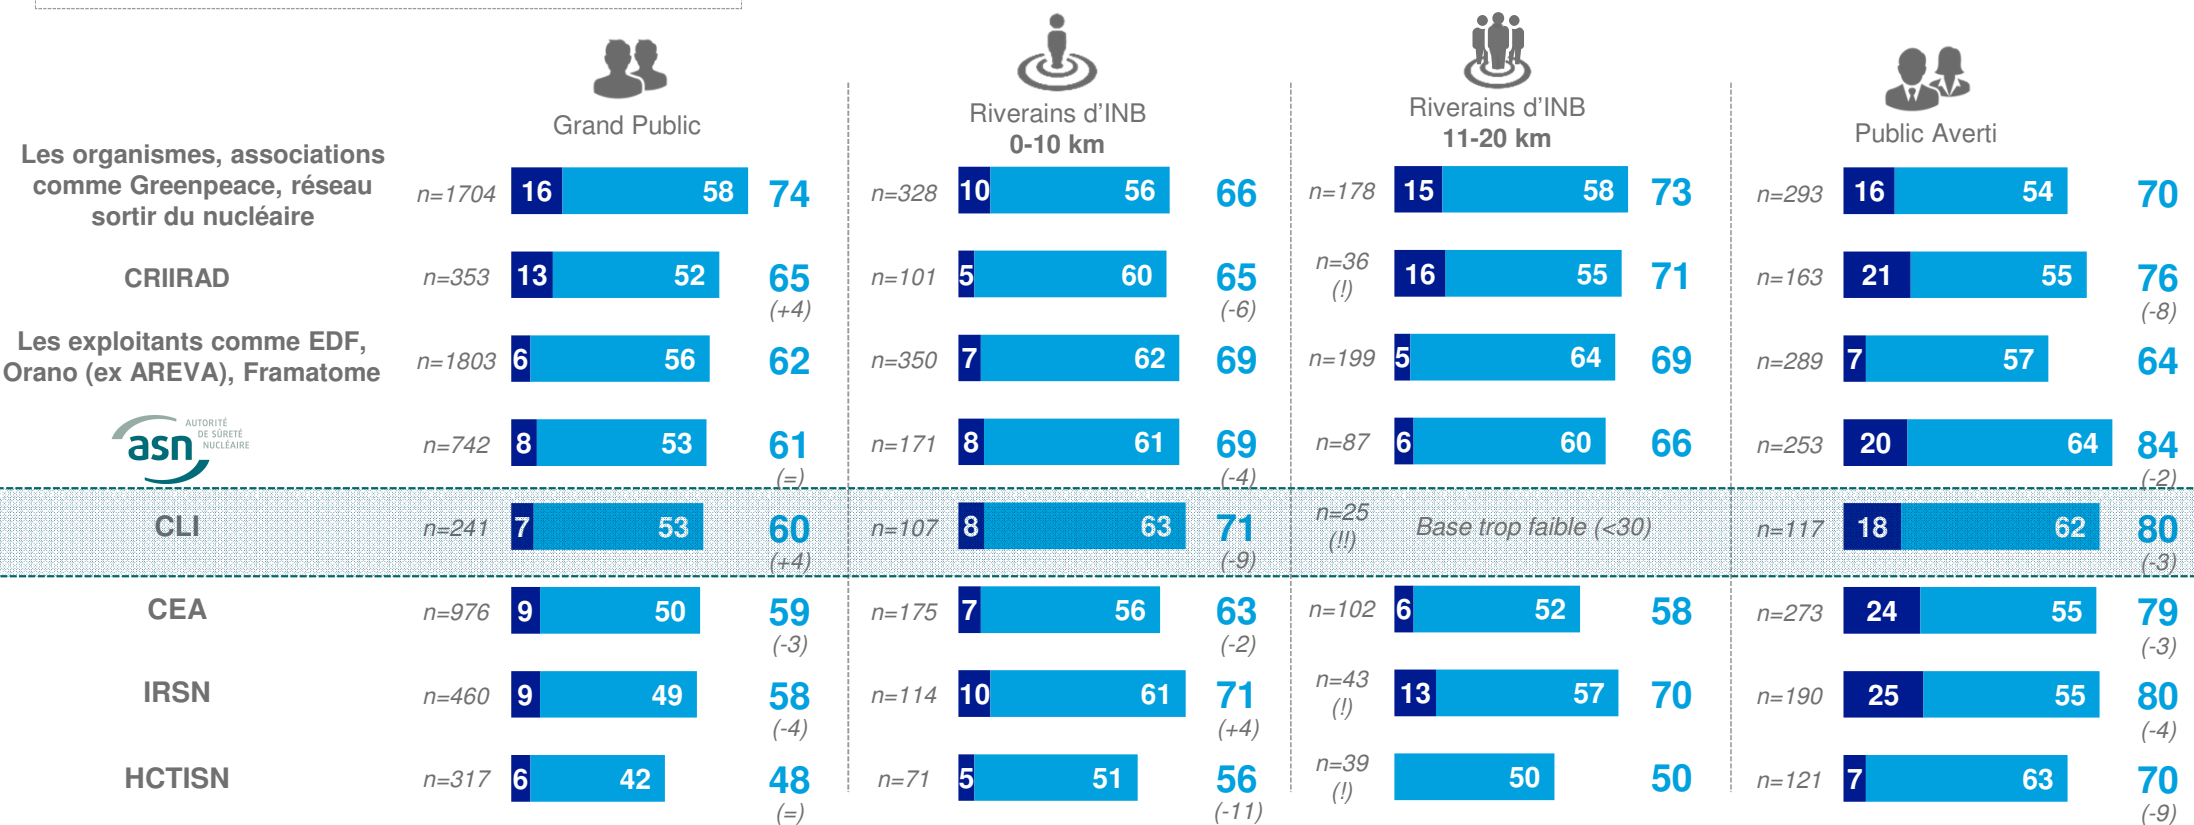 Grand Public
Riverains d'INB
0-10 km
Riverains d'INB
11-20 km
Public Averti
Les organismes, associations
comme Greenpeace, réseau
sortir du nucléaire
n=1704 16 58 74
n=328 10 56 66
n=178 15 58 73
n=293 16 54 70
CRIIRAD
n=353 13 52 65
(+4)
n=101 5 60 65
(-6)
n=36
(!)
16 55 71
n=163 21 55 76
(-8)
Les exploitants comme EDF,
Orano (ex AREVA), Framatome
n=1803 6 56 62
n=350 7 62 69
n=199 5 64 69
n=289 7 57 64
asn
AUTORITÉ
DE SÛRETÉ
NUCLÉAIRE
n=742 8 53 61
(=)
n=171 8 61 69
(-4)
n=87 6 60 66
n=253 20 64 84
(-2)
CLI
n=241 7 53 60
(+4)
n=107 8 63 71
(-9)
n=25
(!!)
Base trop faible (<30)
n=117 18 62 80
(-3)
CEA
n=976 9 50 59
(-3)
n=175 7 56 63
(-2)
n=102 6 52 58
n=273 24 55 79
(-3)
IRSN
n=460 9 49 58
(-4)
n=114 10 61 71
(+4)
n=43
(!)
13 57 70
n=190 25 55 80
(-4)
HCTISN
n=317 6 42 48
(=)
n=71 5 51 56
(-11)
n=39
(!)
50 50
n=121 7 63 70
(-9)